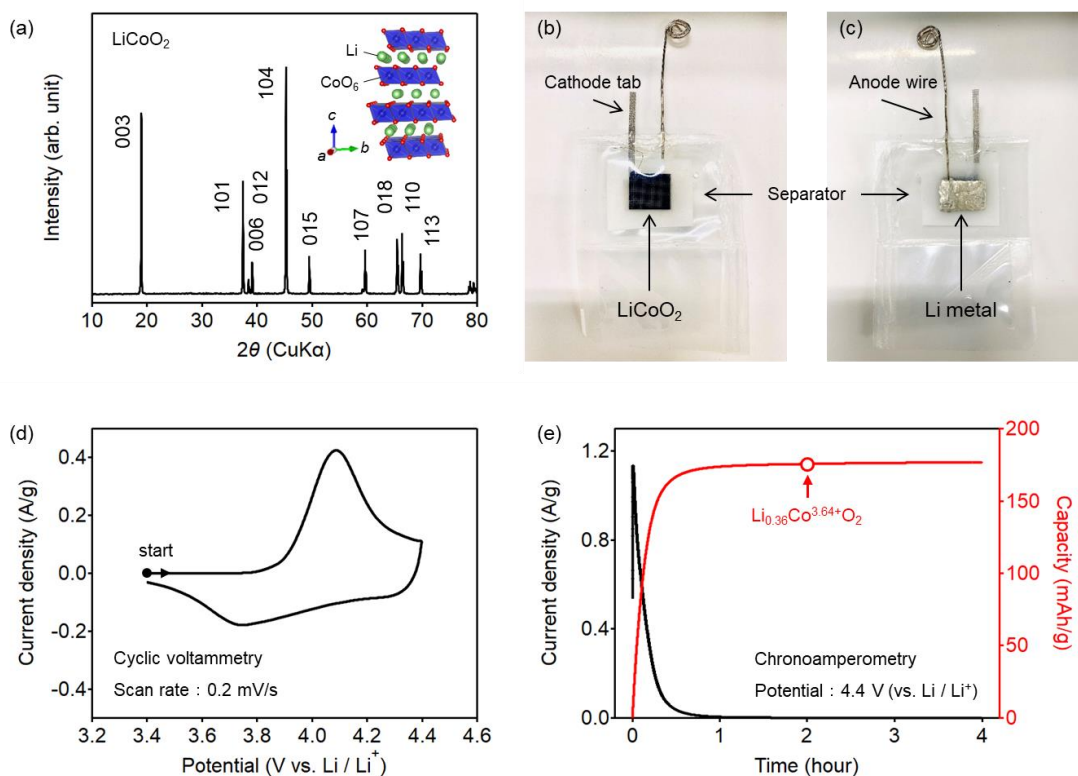 (a)
LiCoO₂
Li
CoO₆
c
a
b
003
101
006
012
104
015
107
018
110
113
Intensity (arb. unit)
10 20 30 40 50 60 70 80
2θ (CuKα)
(b)
Cathode tab
LiCoO₂
Separator
(c)
Anode wire
Li metal
(d)
0.4
0.2
0.0
-0.2
-0.4
Current density (A/g)
start
Cyclic voltammetry
Scan rate : 0.2 mV/s
3.2 3.4 3.6 3.8 4.0 4.2 4.4 4.6
Potential (V vs. Li / Li⁺)
(e)
1.2
0.8
0.4
0.0
Current density (A/g)
200
150
100
50
0
Capacity (mAh/g)
Li₀.₃₆Co³·⁶⁴⁺O₂
Chronoamperometry
Potential : 4.4 V (vs. Li / Li⁺)
0 1 2 3 4
Time (hour)